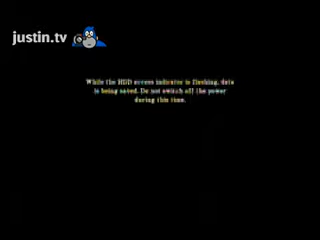 justin.tv
While the HDD access indicator is flashing, data
is being saved. Do not switch off the power
during this time.